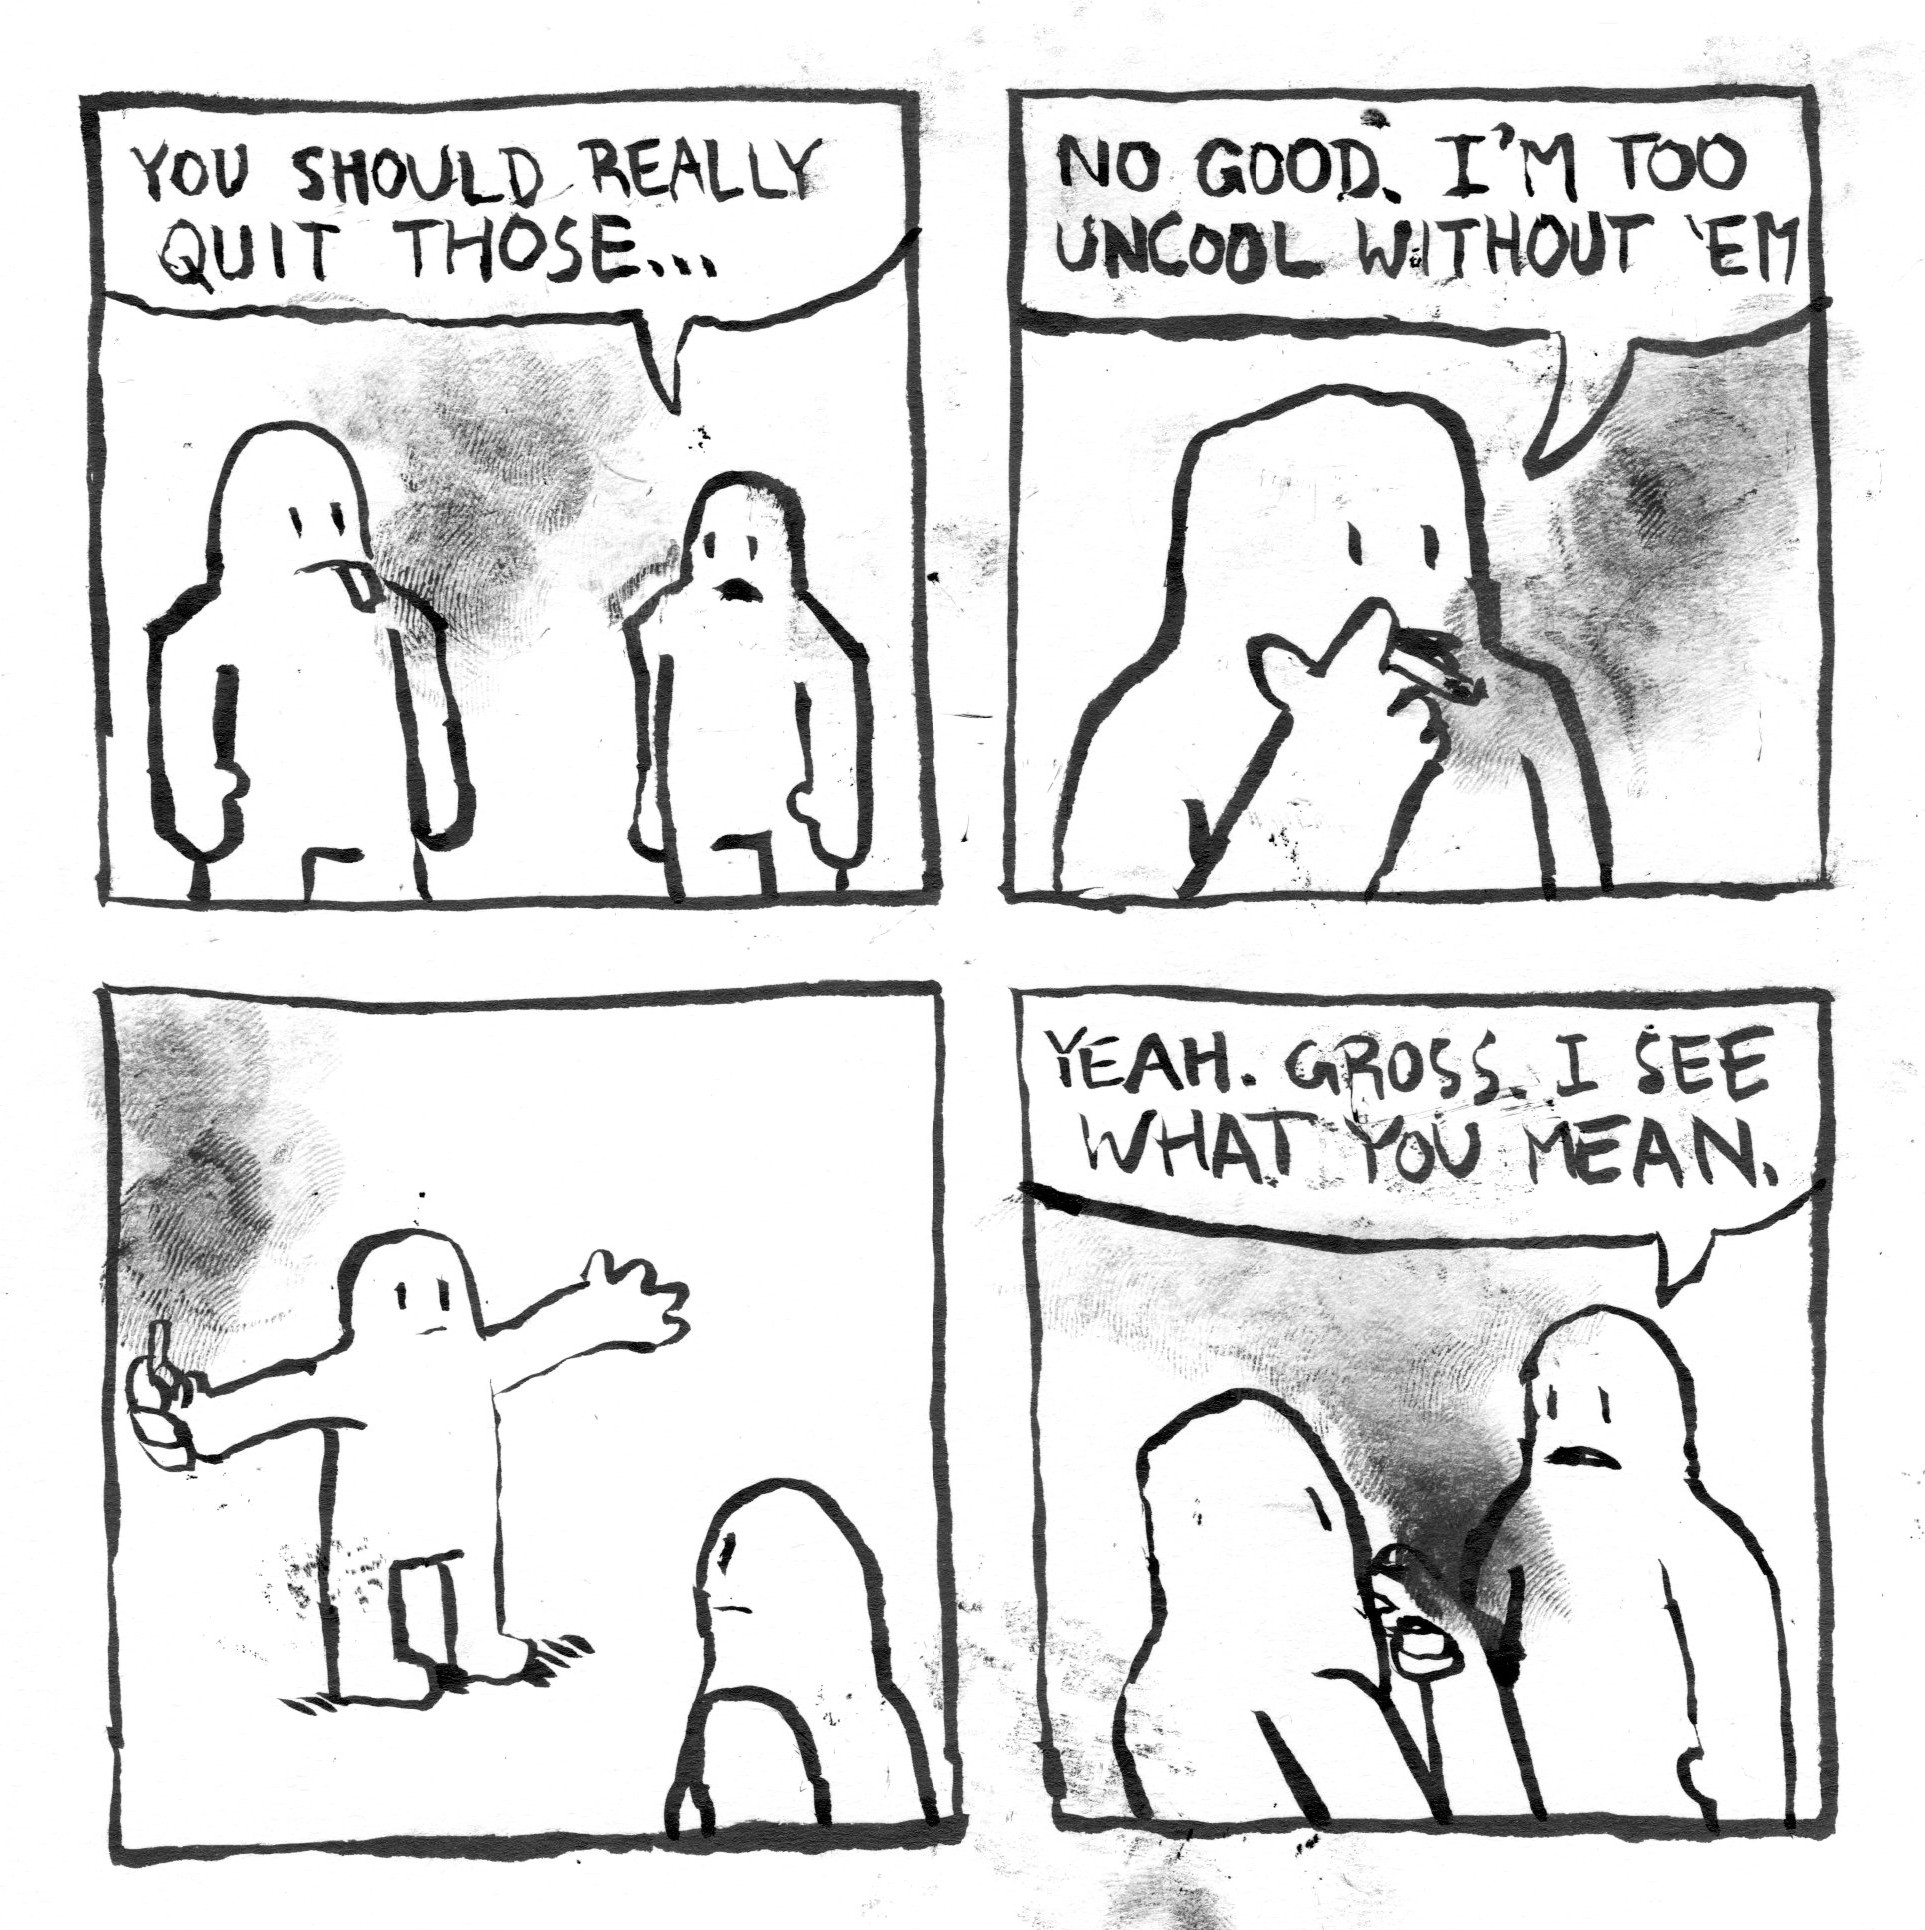 YOU SHOULD REALLY
QUIT THOSE...
NO GOOD. I'M TOO
UNCOOL WITHOUT 'EM
YEAH. GROSS. I SEE
WHAT YOU MEAN.